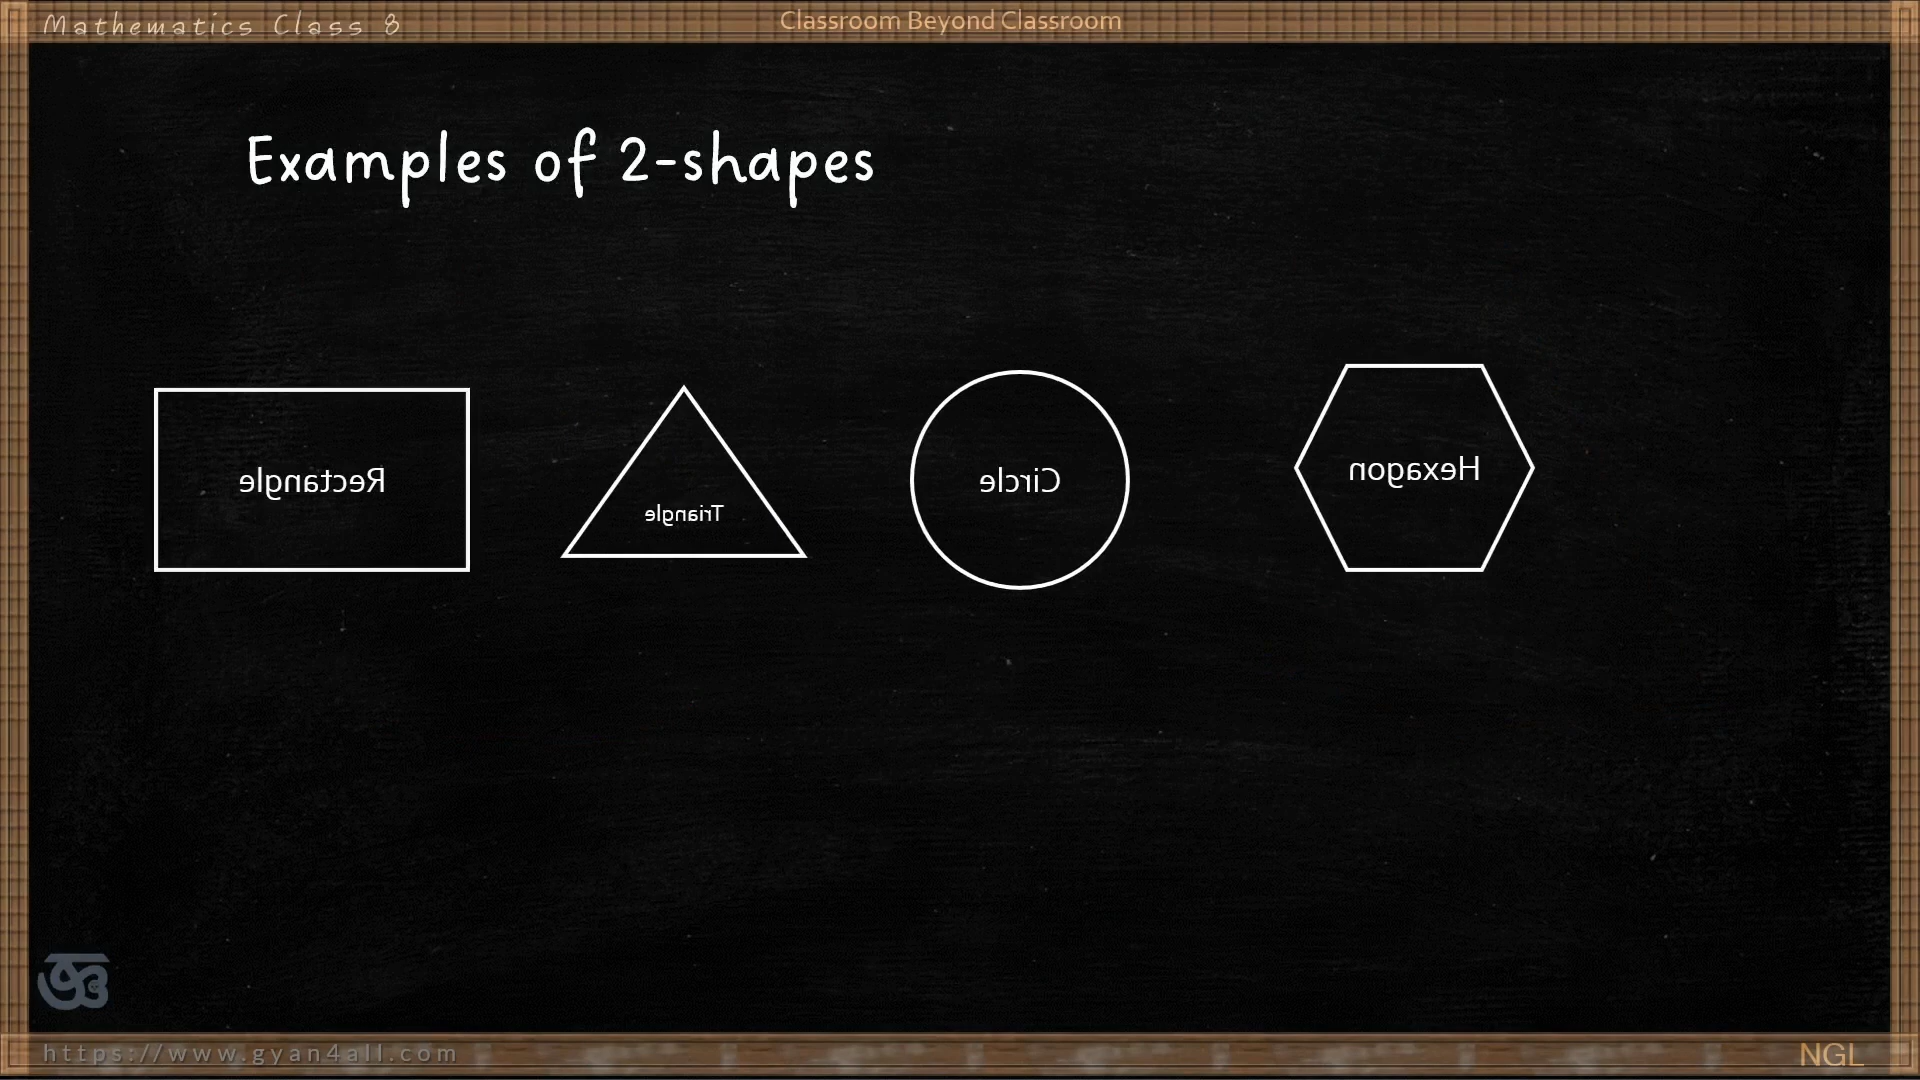 Mathematics Class 8
Classroom Beyond Classroom
Examples of 2-shapes
Rectangle
Triangle
Circle
Hexagon
https://www.gyan4all.com
NGL